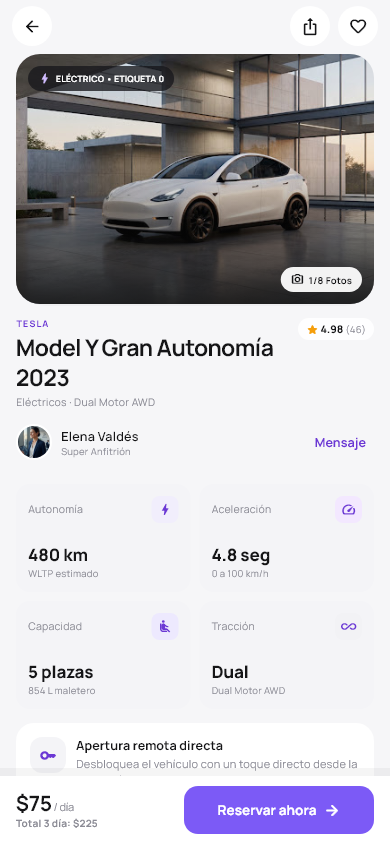 ELÉCTRICO • ETIQUETA 0
1/8 Fotos
TESLA
4.98 (46)
Model Y Gran Autonomía
2023
Eléctricos · Dual Motor AWD
Elena Valdés
Super Anfitrión
Mensaje
Autonomía
480 km
WLTP estimado
Aceleración
4.8 seg
0 a 100 km/h
Capacidad
5 plazas
854 L maletero
Tracción
Dual
Dual Motor AWD
Apertura remota directa
Desbloquea el vehículo con un toque directo desde la
$75 / día
Total 3 día: $225
Reservar ahora →